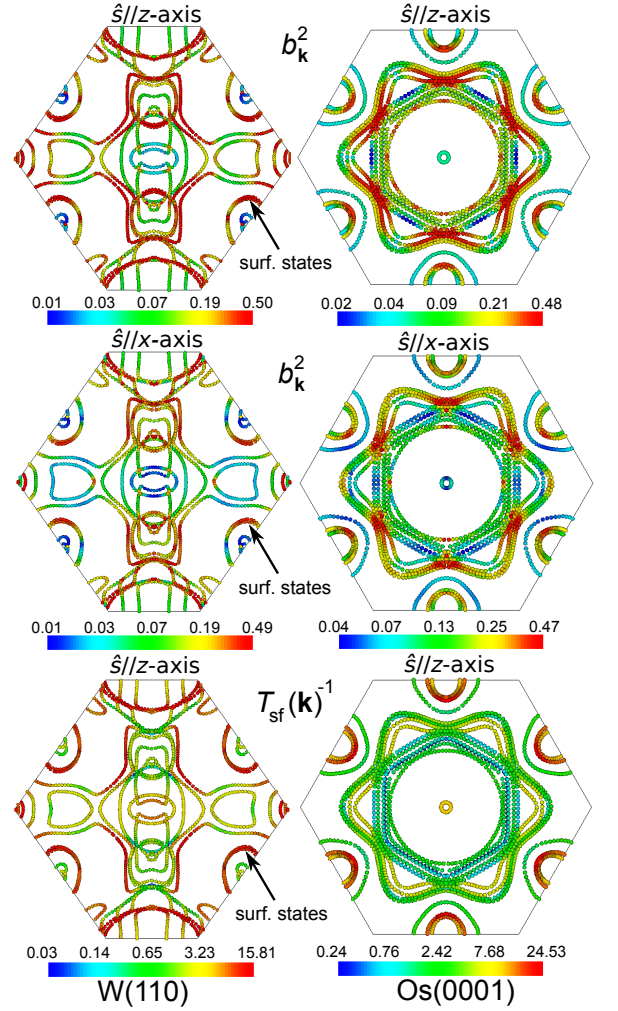 ŝ//z-axis ŝ//z-axis
b²ₖ
surf. states
0.01 0.03 0.07 0.19 0.50 0.02 0.04 0.09 0.21 0.48
ŝ//x-axis ŝ//x-axis
b²ₖ
surf. states
0.01 0.03 0.07 0.19 0.49 0.04 0.07 0.13 0.25 0.47
ŝ//z-axis ŝ//z-axis
T_sf(k)⁻¹
surf. states
0.03 0.14 0.65 3.23 15.81 0.24 0.76 2.42 7.68 24.53
W(110) Os(0001)